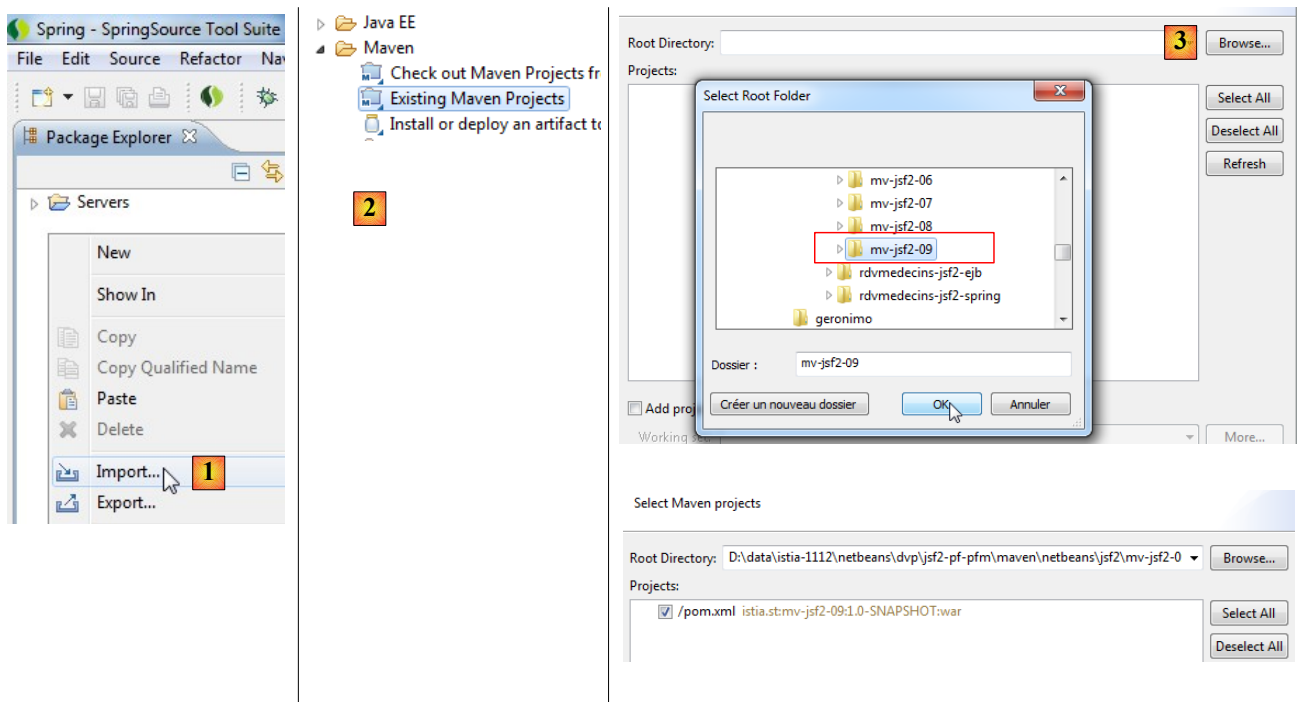 Spring - SpringSource Tool Suite
File Edit Source Refactor Na
Package Explorer
Servers
New
Show In
Copy
Copy Qualified Name
Paste
Delete
Import...
1
Export...
Java EE
Maven
Check out Maven Projects fr
Existing Maven Projects
Install or deploy an artifact to
2
Root Directory:
3
Browse...
Projects:
Select All
Deselect All
Refresh
Select Root Folder
mv-jsf2-06
mv-jsf2-07
mv-jsf2-08
mv-jsf2-09
rdvmedecins-jsf2-ejb
rdvmedecins-jsf2-spring
geronimo
Dossier :
mv-jsf2-09
Créer un nouveau dossier
OK
Annuler
Add proj
Working set:
More...
Select Maven projects
Root Directory: D:\data\istia-1112\netbeans\dvp\jsf2-pf-pfm\maven\netbeans\jsf2\mv-jsf2-0 Browse...
Projects:
/pom.xml istia.st:mv-jsf2-09:1.0-SNAPSHOT:war
Select All
Deselect All